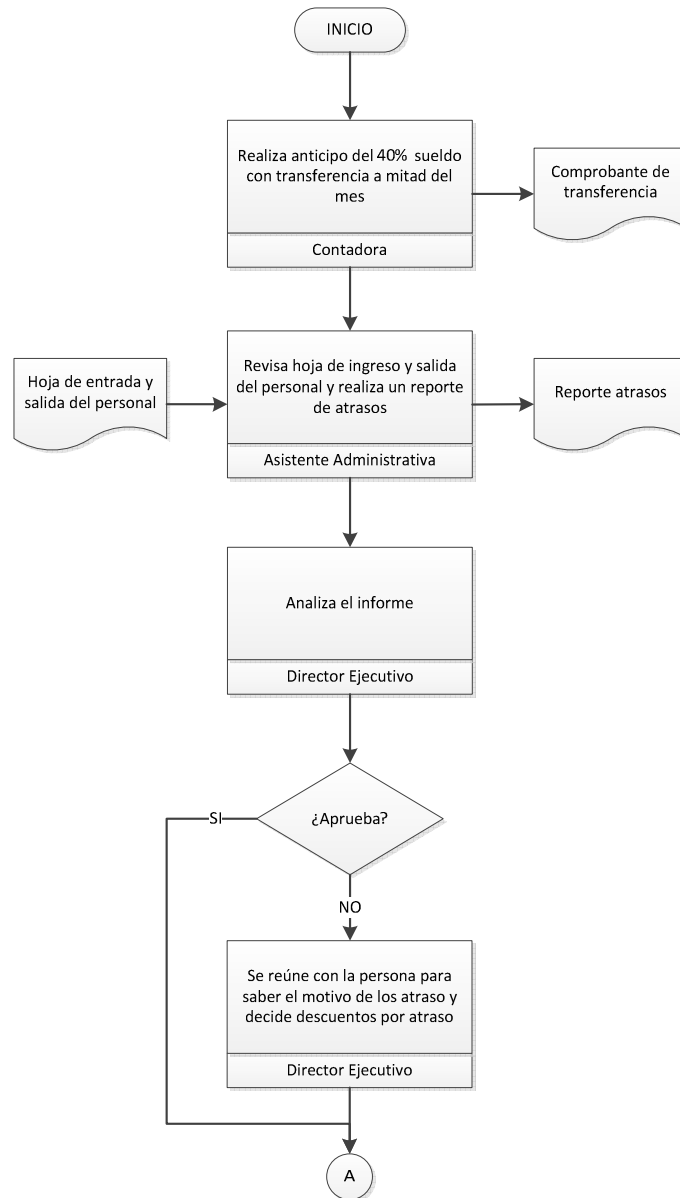 INICIO
Realiza anticipo del 40% sueldo
con transferencia a mitad del
mes
Contadora
Comprobante de
transferencia
Hoja de entrada y
salida del personal
Revisa hoja de ingreso y salida
del personal y realiza un reporte
de atrasos
Asistente Administrativa
Reporte atrasos
Analiza el informe
Director Ejecutivo
¿Aprueba?
SI
NO
Se reúne con la persona para
saber el motivo de los atraso y
decide descuentos por atraso
Director Ejecutivo
A